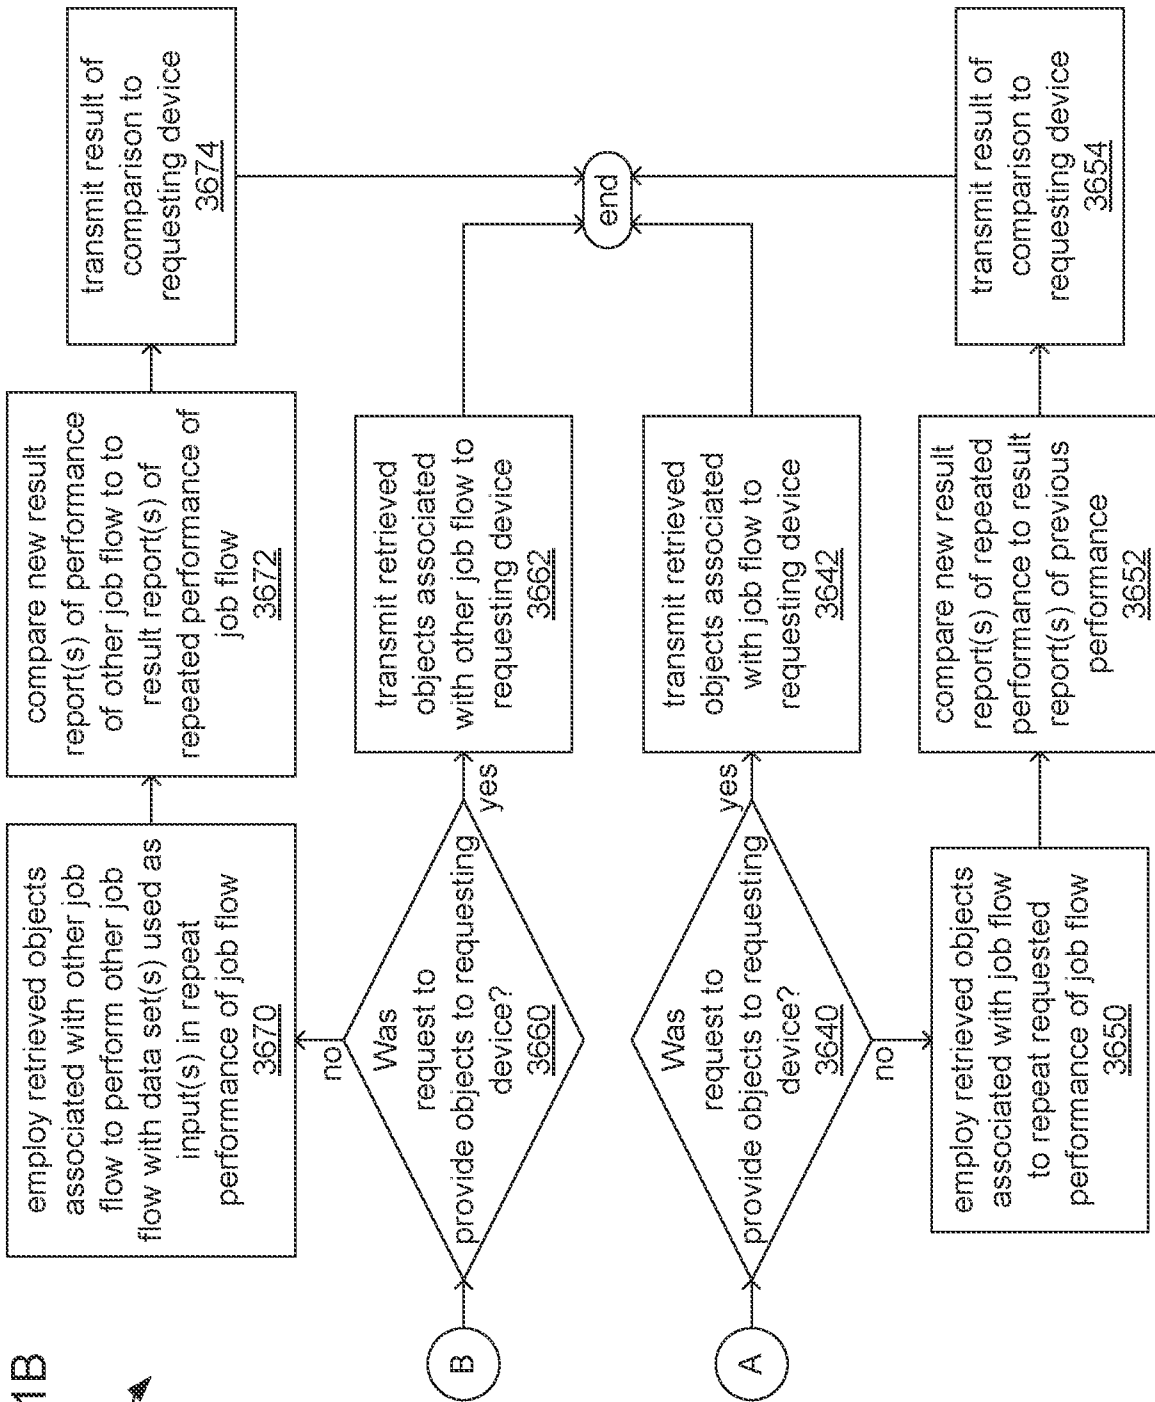 1B
employ retrieved objects
associated with other job
flow to perform other job
flow with data set(s) used as
input(s) in repeat
performance of job flow
3670
compare new result
report(s) of performance
of other job flow to to
result report(s) of
repeated performance of
job flow
3672
transmit result of
comparison to
requesting device
3674
no
B
Was
request to
provide objects to requesting
device?
3660
yes
transmit retrieved
objects associated
with other job flow to
requesting device
3662
end
A
Was
request to
provide objects to requesting
device?
3640
yes
transmit retrieved
objects associated
with job flow to
requesting device
3642
no
employ retrieved objects
associated with job flow
to repeat requested
performance of job flow
3650
compare new result
report(s) of repeated
performance to result
report(s) of previous
performance
3652
transmit result of
comparison to
requesting device
3654